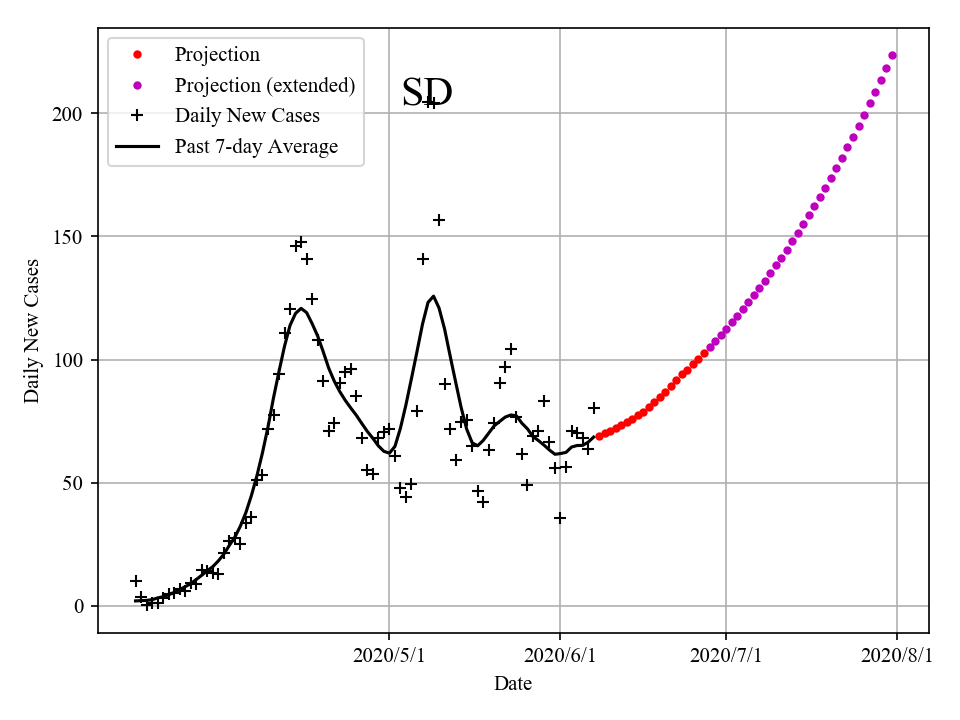 Projection
Projection (extended)
Daily New Cases
Past 7-day Average
SD
200
150
100
50
0
Daily New Cases
2020/5/1 2020/6/1 2020/7/1 2020/8/1
Date